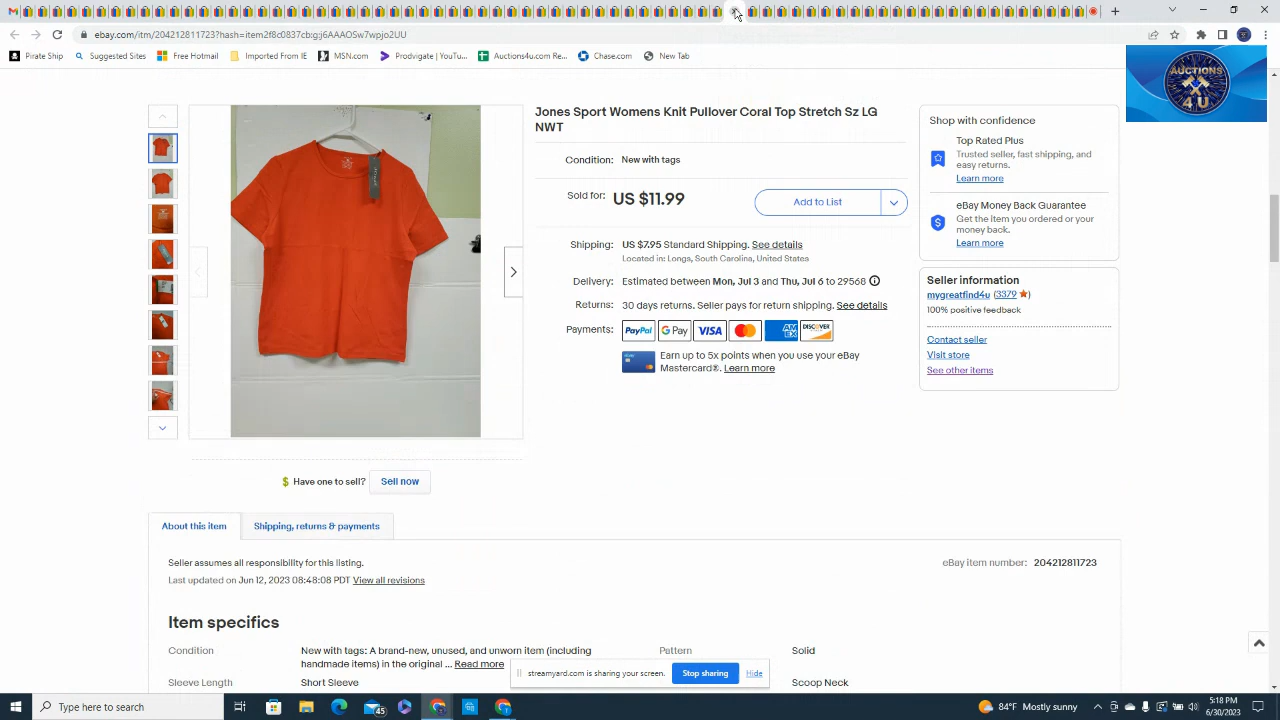 ebay.com/itm/204212811723?hash=item2f8c0837cb:g:j6AAAOSw7wpjo2UU
Pirate Ship
Suggested Sites
Free Hotmail
Imported From IE
MSN.com
Prodvigate | YouTu...
Auctions4u.com Re...
Chase.com
New Tab
AUCTIONS
4 U
Jones Sport Womens Knit Pullover Coral Top Stretch Sz LG
NWT
Condition: New with tags
Sold for: US $11.99
Add to List
Shipping: US $7.95 Standard Shipping. See details
Located in: Longs, South Carolina, United States
Delivery: Estimated between Mon, Jul 3 and Thu, Jul 6 to 29568
Returns: 30 days returns. Seller pays for return shipping. See details
Payments: PayPal G Pay VISA AM EX DISCOVER
Earn up to 5x points when you use your eBay
Mastercard®. Learn more
Shop with confidence
Top Rated Plus
Trusted seller, fast shipping, and
easy returns.
Learn more
eBay Money Back Guarantee
Get the item you ordered or your
money back.
Learn more
Seller information
mygreatfind4u (3379)
100% positive feedback
Contact seller
Visit store
See other items
Have one to sell? Sell now
About this item
Shipping, returns & payments
Seller assumes all responsibility for this listing.
Last updated on Jun 12, 2023 08:48:08 PDT View all revisions
eBay item number: 204212811723
Item specifics
Condition
New with tags: A brand-new, unused, and unworn item (including
handmade items) in the original ... Read more
Pattern
Solid
Sleeve Length
Short Sleeve
Scoop Neck
streamyard.com is sharing your screen.
Stop sharing
Hide
Type here to search
45
84°F Mostly sunny
5:18 PM
6/30/2023